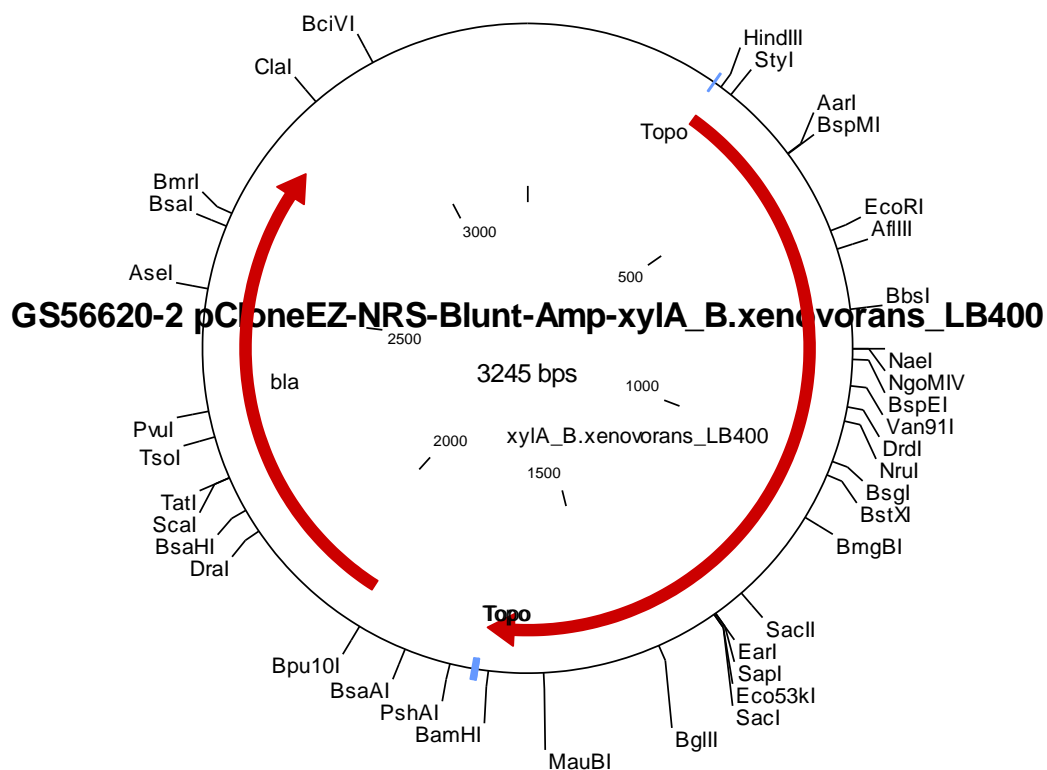 BciVI
HindIII
StyI
ClaI
AarI
BspMI
Topo
BmrI
BsaI
EcoRI
AflIII
3000
500
AseI
BbsI
GS56620-2 pCloneEZ-NRS-Blunt-Amp-xylA_B.xenovorans_LB400
2500
NaeI
3245 bps
bla
1000
NgoMIV
BspEI
Van91I
PvuI
2000
xylA_B.xenovorans_LB400
DrdI
TsoI
NruI
1500
BsgI
TatI
BstXI
ScaI
BsaHI
BmgBI
DraI
Topo
SacII
EarI
Bpu10I
SapI
BsaAI
Eco53kI
PshAI
SacI
BamHI
BglII
MauBI